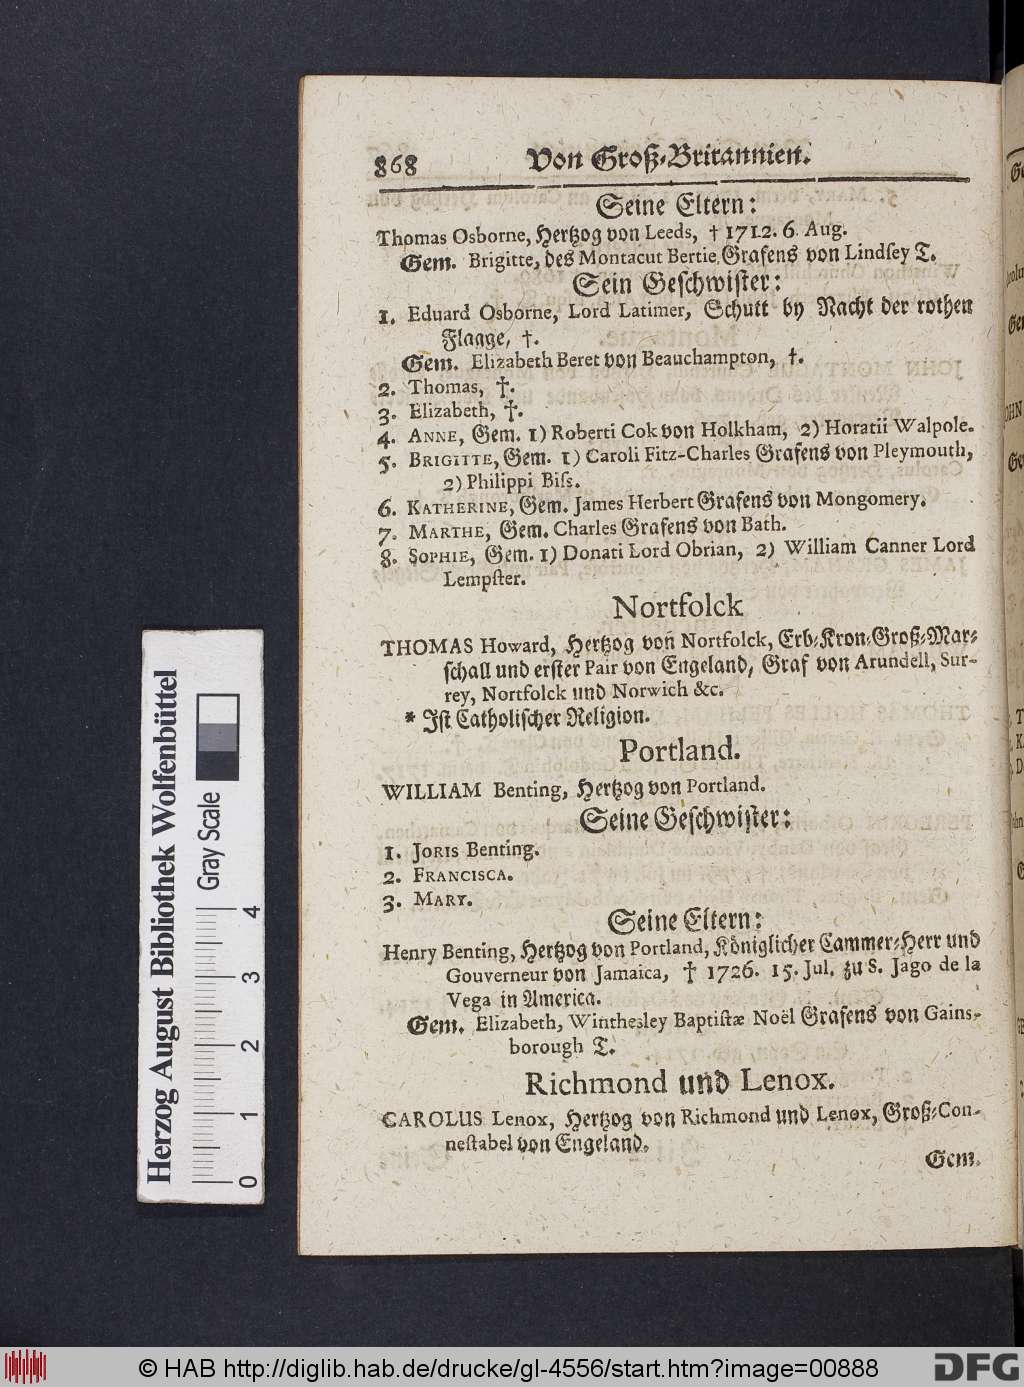 868 Von Groß-Britannien.
Seine Eltern:
Thomas Osborne, Hertzog von Leeds, † 1712. 6. Aug.
Gem. Brigitte, des Montacut Bertie Grafens von Lindsey T.
Sein Geschwister:
1. Eduard Osborne, Lord Latimer, Schutt by Nacht der rothen
Flagge, †.
Gem. Elizabeth Beret von Beauchampton, †.
2. Thomas, †.
3. Elizabeth, †.
4. ANNE, Gem. 1) Roberti Cok von Holkham, 2) Horatii Walpole.
5. BRIGITTE, Gem. 1) Caroli Fitz-Charles Grafens von Pleymouth,
2) Philippi Biss.
6. KATHERINE, Gem. James Herbert Grafens von Mongomery.
7. MARTHE, Gem. Charles Grafens von Bath.
8. SOPHIE, Gem. 1) Donati Lord Obrian, 2) William Canner Lord
Lempster.
Nortfolck
THOMAS Howard, Hertzog von Nortfolck, Erb-Kron-Groß-Mar-
schall und erster Pair von Engeland, Graf von Arundell, Sur-
rey, Nortfolck und Norwich &c.
* Ist Catholischer Religion.
Portland.
WILLIAM Benting, Hertzog von Portland.
Seine Geschwister:
1. JORIS Benting.
2. FRANCISCA.
3. MARY.
Seine Eltern:
Henry Benting, Hertzog von Portland, Königlicher Cammer-Herr und
Gouverneur von Jamaica, † 1726. 15. Jul. zu S. Jago de la
Vega in America.
Gem. Elizabeth, Winthesley Baptistæ Noël Grafens von Gains-
borough T.
Richmond und Lenox.
CAROLUS Lenox, Hertzog von Richmond und Lenox, Groß-Con-
nestabel von Engeland.
Gem.
Herzog August Bibliothek Wolfenbüttel
Gray Scale
0 1 2 3 4
© HAB http://diglib.hab.de/drucke/gl-4556/start.htm?image=00888
DFG